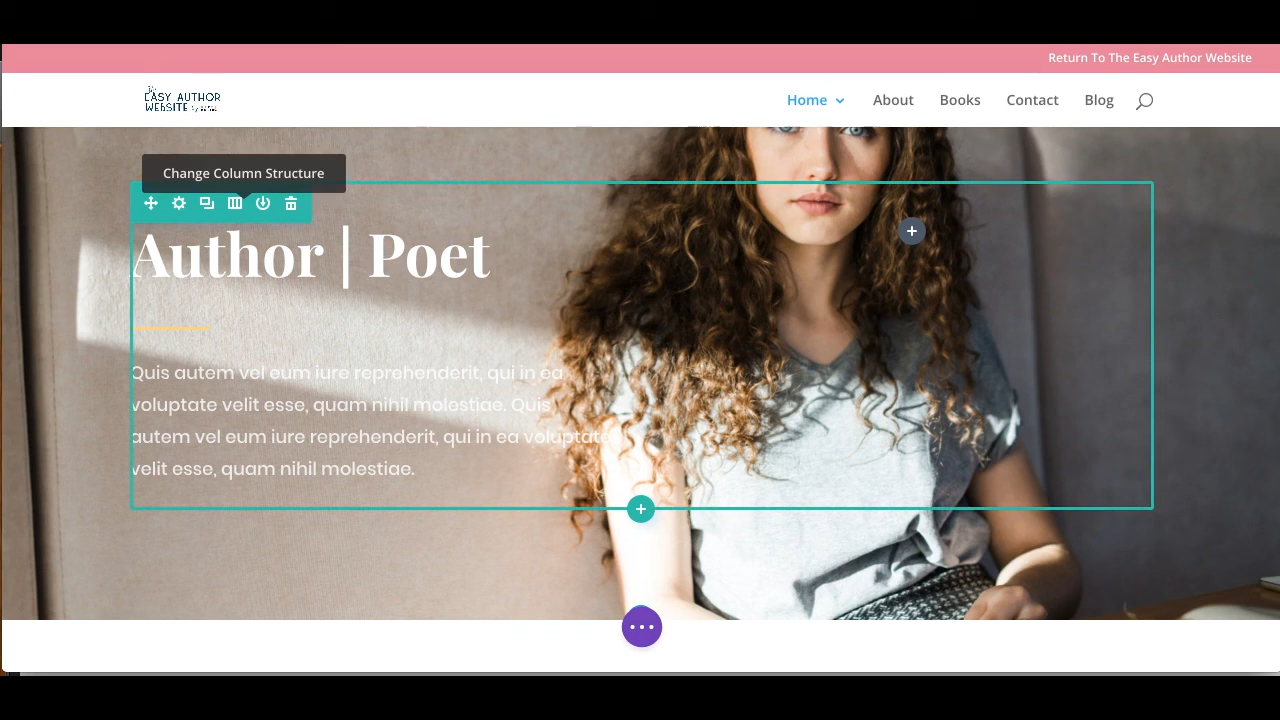 Return To The Easy Author Website
EASY AUTHOR
WEBSITE
Home
About
Books
Contact
Blog
Change Column Structure
Author | Poet
Quis autem vel eum iure reprehenderit, qui in ea
voluptate velit esse, quam nihil molestiae. Quis
autem vel eum iure reprehenderit, qui in ea voluptate
velit esse, quam nihil molestiae.